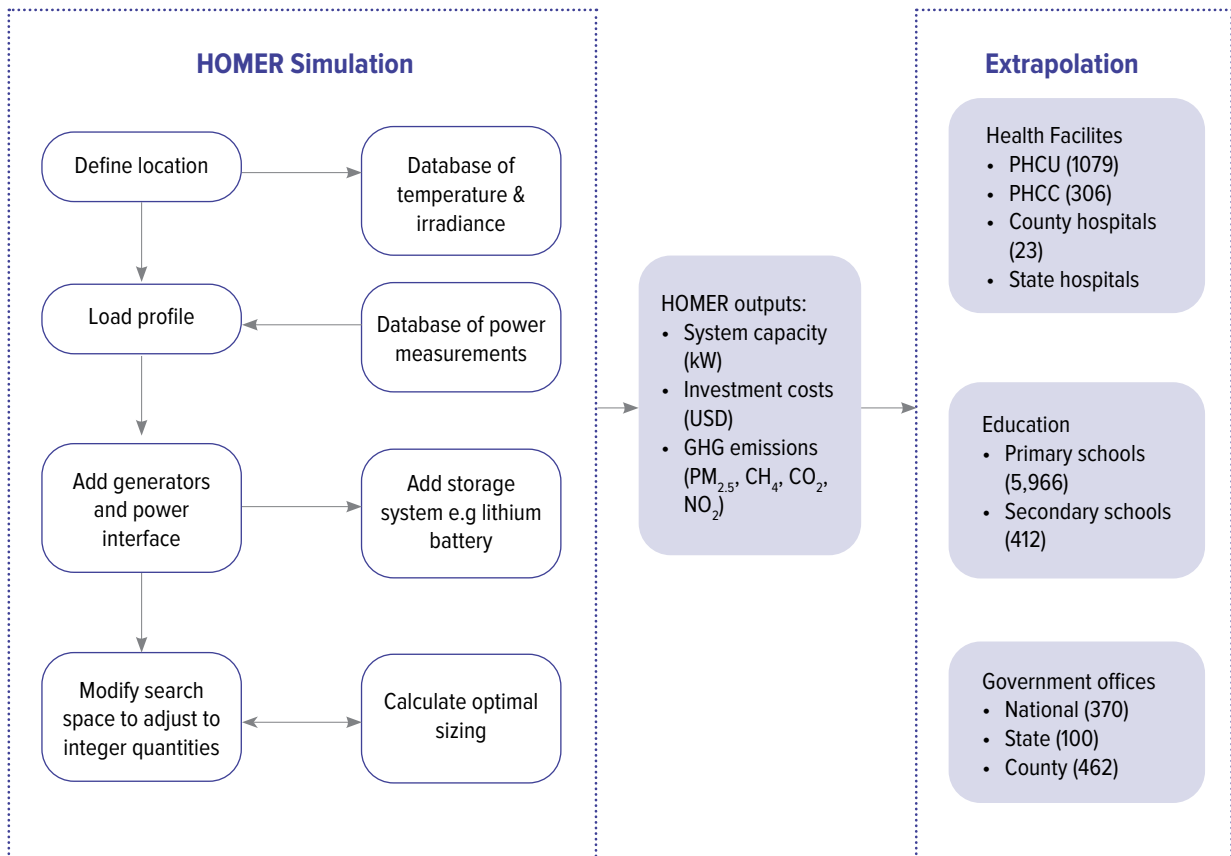 HOMER Simulation
Define location
Database of
temperature &
irradiance
Load profile
Database of power
measurements
Add generators
and power
interface
Add storage
system e.g lithium
battery
Modify search
space to adjust to
integer quantities
Calculate optimal
sizing
HOMER outputs:
• System capacity
(kW)
• Investment costs
(USD)
• GHG emissions
(PM2.5, CH4, CO2,
NO2)
Extrapolation
Health Facilites
• PHCU (1079)
• PHCC (306)
• County hospitals
(23)
• State hospitals
Education
• Primary schools
(5,966)
• Secondary schools
(412)
Government offices
• National (370)
• State (100)
• County (462)